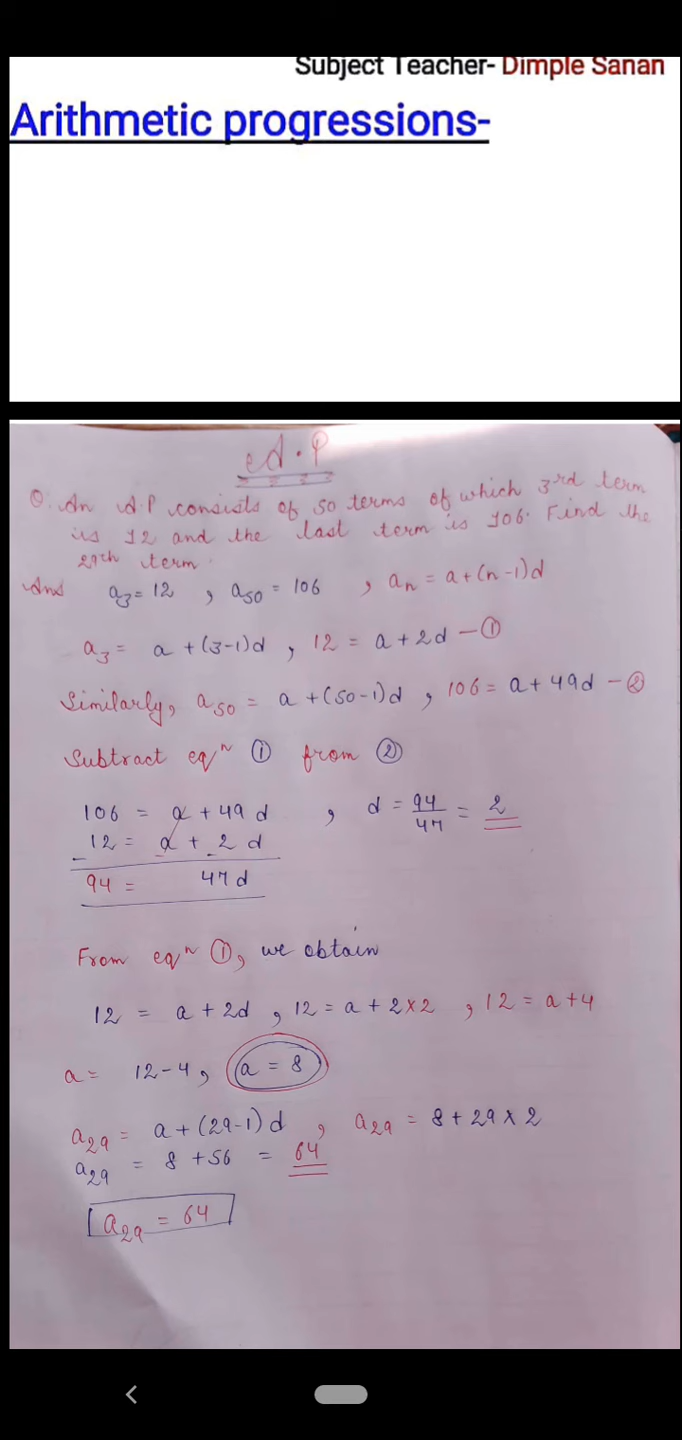 Subject Teacher- Dimple Sanan
Arithmetic progressions-
A.P
Q. An A.P consists of 50 terms of which 3rd term
is 12 and the last term is 106. Find the
29th term.
Ans a₃ = 12 , a₅₀ = 106 , aₙ = a + (n-1)d
a₃ = a + (3-1)d , 12 = a + 2d — ①
Similarly, a₅₀ = a + (50-1)d , 106 = a + 49d — ②
Subtract eqⁿ ① from ②
106 = a + 49 d , d = 94/47 = 2
- 12 = a + 2 d
94 = 47d
From eqⁿ ①, we obtain
12 = a + 2d , 12 = a + 2×2 , 12 = a + 4
a = 12-4, a = 8
a₂₉ = a + (29-1)d , a₂₉ = 8 + 29 × 2
a₂₉ = 8 + 56 = 64
a₂₉ = 64